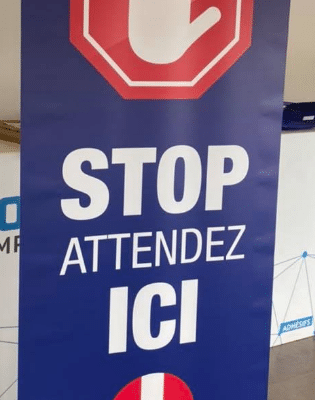 STOP
ATTENDEZ
ICI
ADHÉSIFS